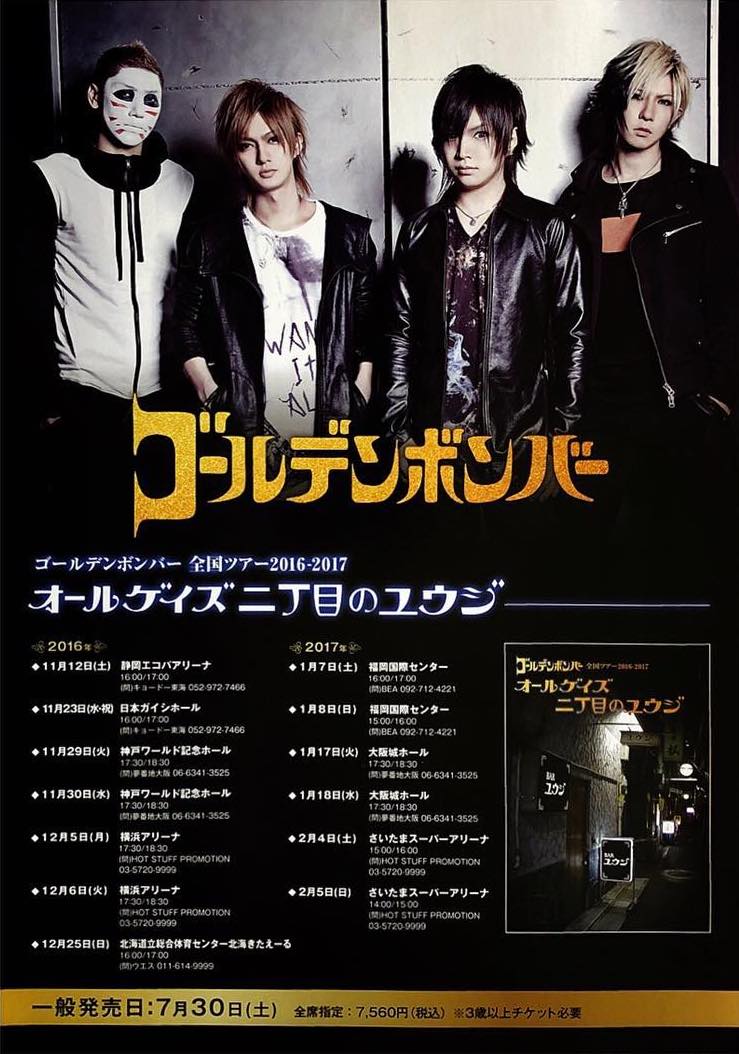 WANT
It
ALL
ゴールデンボンバー
ゴールデンボンバー 全国ツアー2016-2017
オールゲイズ二丁目のユウジ
2016年
◆11月12日(土) 静岡エコパアリーナ
16:00/17:00
(問)キョードー東海 052-972-7466
◆11月23日(水・祝) 日本ガイシホール
16:00/17:00
(問)キョードー東海 052-972-7466
◆11月29日(火) 神戸ワールド記念ホール
17:30/18:30
(問)夢番地大阪 06-6341-3525
◆11月30日(水) 神戸ワールド記念ホール
17:30/18:30
(問)夢番地大阪 06-6341-3525
◆12月5日(月) 横浜アリーナ
17:30/18:30
(問)HOT STUFF PROMOTION
03-5720-9999
◆12月6日(火) 横浜アリーナ
17:30/18:30
(問)HOT STUFF PROMOTION
03-5720-9999
◆12月25日(日) 北海道立総合体育センター北海きたえーる
16:00/17:00
(問)ウエス 011-614-9999
2017年
◆1月7日(土) 福岡国際センター
16:00/17:00
(問)BEA 092-712-4221
◆1月8日(日) 福岡国際センター
15:00/16:00
(問)BEA 092-712-4221
◆1月17日(火) 大阪城ホール
17:30/18:30
(問)夢番地大阪 06-6341-3525
◆1月18日(水) 大阪城ホール
17:30/18:30
(問)夢番地大阪 06-6341-3525
◆2月4日(土) さいたまスーパーアリーナ
15:00/16:00
(問)HOT STUFF PROMOTION
03-5720-9999
◆2月5日(日) さいたまスーパーアリーナ
14:00/15:00
(問)HOT STUFF PROMOTION
03-5720-9999
ゴールデンボンバー 全国ツアー2016-2017
オールゲイズ
二丁目のユウジ
BAR
ユウジ
BAR
ユウジ
一般発売日:7月30日(土) 全席指定:7,560円(税込) ※3歳以上チケット必要